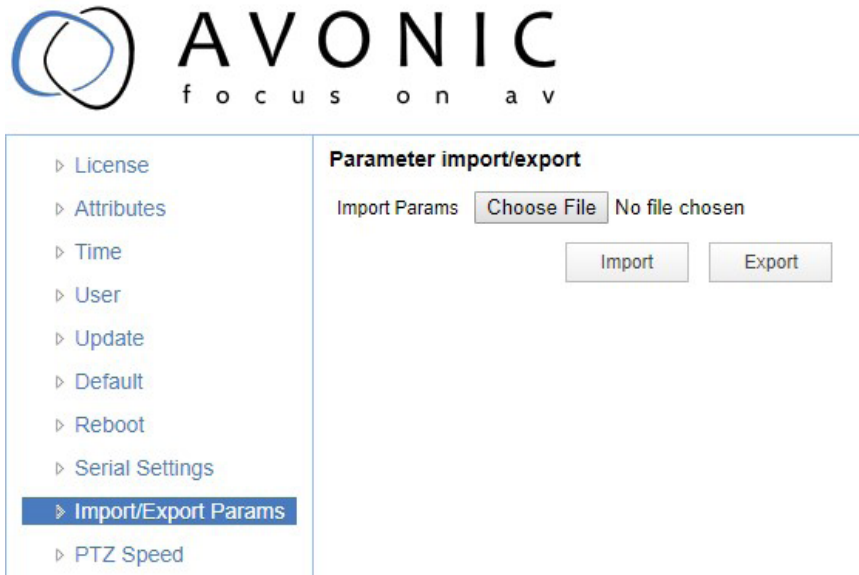 AVONIC
focus on av
License
Attributes
Time
User
Update
Default
Reboot
Serial Settings
Import/Export Params
PTZ Speed
Parameter import/export
Import Params Choose File No file chosen
Import Export